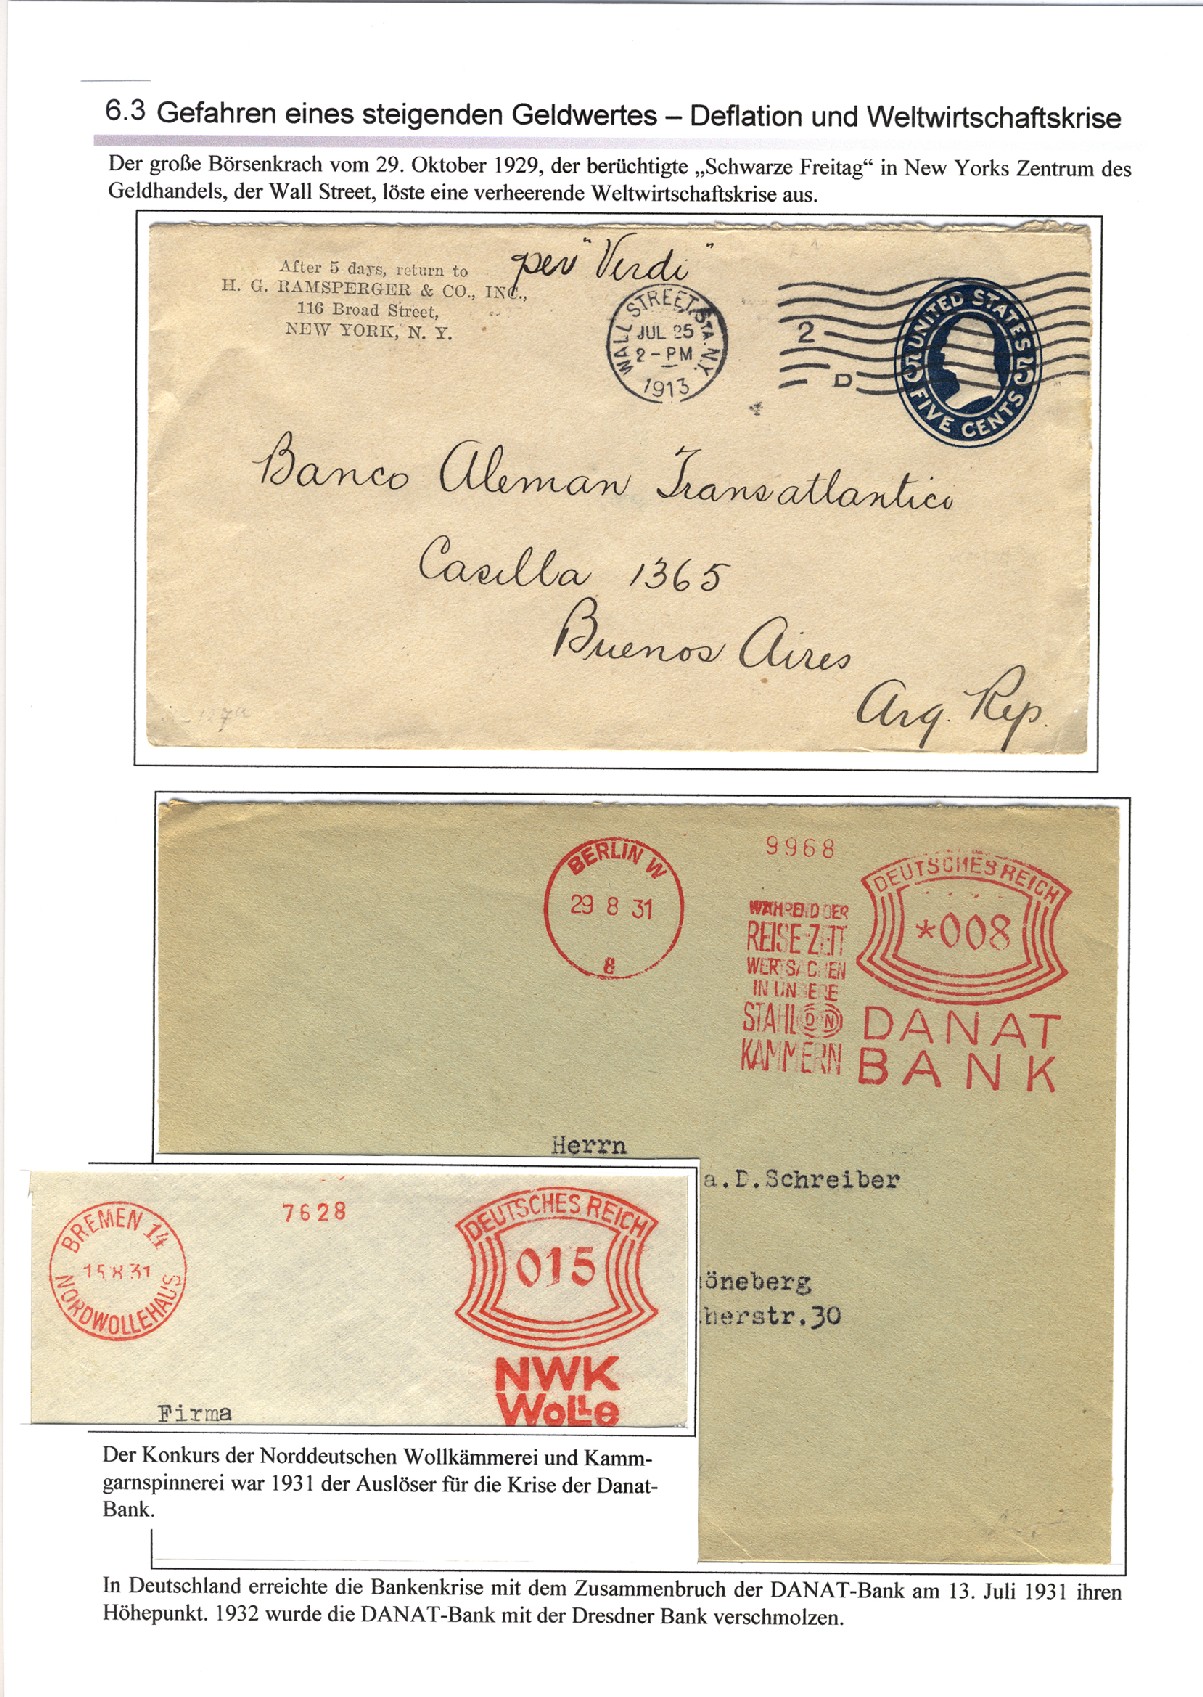 6.3 Gefahren eines steigenden Geldwertes – Deflation und Weltwirtschaftskrise
Der große Börsenkrach vom 29. Oktober 1929, der berüchtigte „Schwarze Freitag“ in New Yorks Zentrum des
Geldhandels, der Wall Street, löste eine verheerende Weltwirtschaftskrise aus.
After 5 days, return to
H. G. RAMSPERGER & CO., INC.,
116 Broad Street,
NEW YORK, N. Y.
per "Verdi"
WALL STREET STA. N.Y.
JUL 25
2-PM
1913
2
D
UNITED STATES
5 5
FIVE CENTS
Banco Aleman Transatlantico
Casilla 1365
Buenos Aires
Arg. Rep.
BERLIN W
29 8 31
8
9968
WÄHREND DER
REISE-ZEIT
WERTSACHEN
IN UNSERE
STAHL DN
KAMMERN
DEUTSCHES REICH
*008
DANAT
BANK
Herrn
a.D.Schreiber
öneberg
herstr.30
BREMEN 14
15 8 31
NORDWOLLEHAUS
7628
DEUTSCHES REICH
015
NWK
Wolle
Firma
Der Konkurs der Norddeutschen Wollkämmerei und Kamm-
garnspinnerei war 1931 der Auslöser für die Krise der Danat-
Bank.
In Deutschland erreichte die Bankenkrise mit dem Zusammenbruch der DANAT-Bank am 13. Juli 1931 ihren
Höhepunkt. 1932 wurde die DANAT-Bank mit der Dresdner Bank verschmolzen.